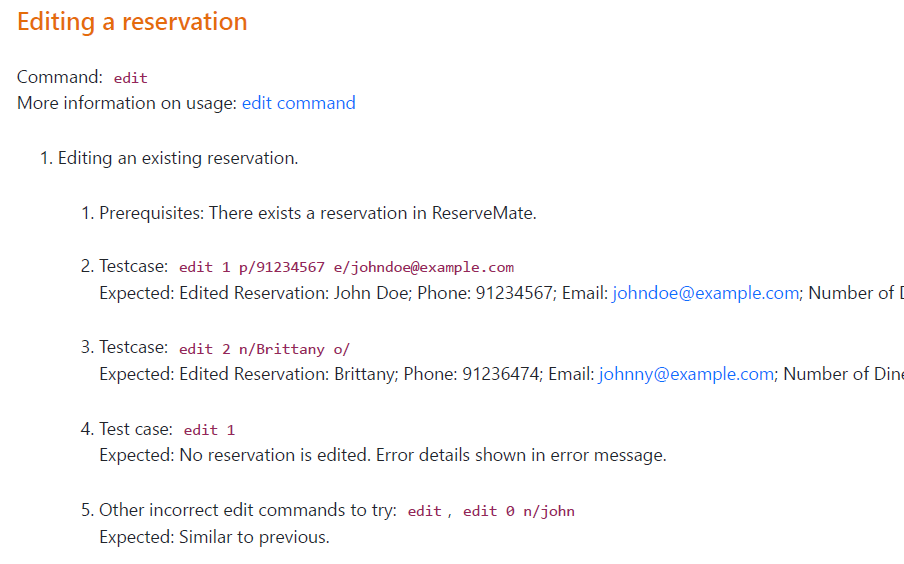 Editing a reservation
Command: edit
More information on usage: edit command
1. Editing an existing reservation.
1. Prerequisites: There exists a reservation in ReserveMate.
2. Testcase: edit 1 p/91234567 e/johndoe@example.com
Expected: Edited Reservation: John Doe; Phone: 91234567; Email: johndoe@example.com; Number of
3. Testcase: edit 2 n/Brittany o/
Expected: Edited Reservation: Brittany; Phone: 91236474; Email: johnny@example.com; Number of Dine
4. Test case: edit 1
Expected: No reservation is edited. Error details shown in error message.
5. Other incorrect edit commands to try: edit , edit 0 n/john
Expected: Similar to previous.